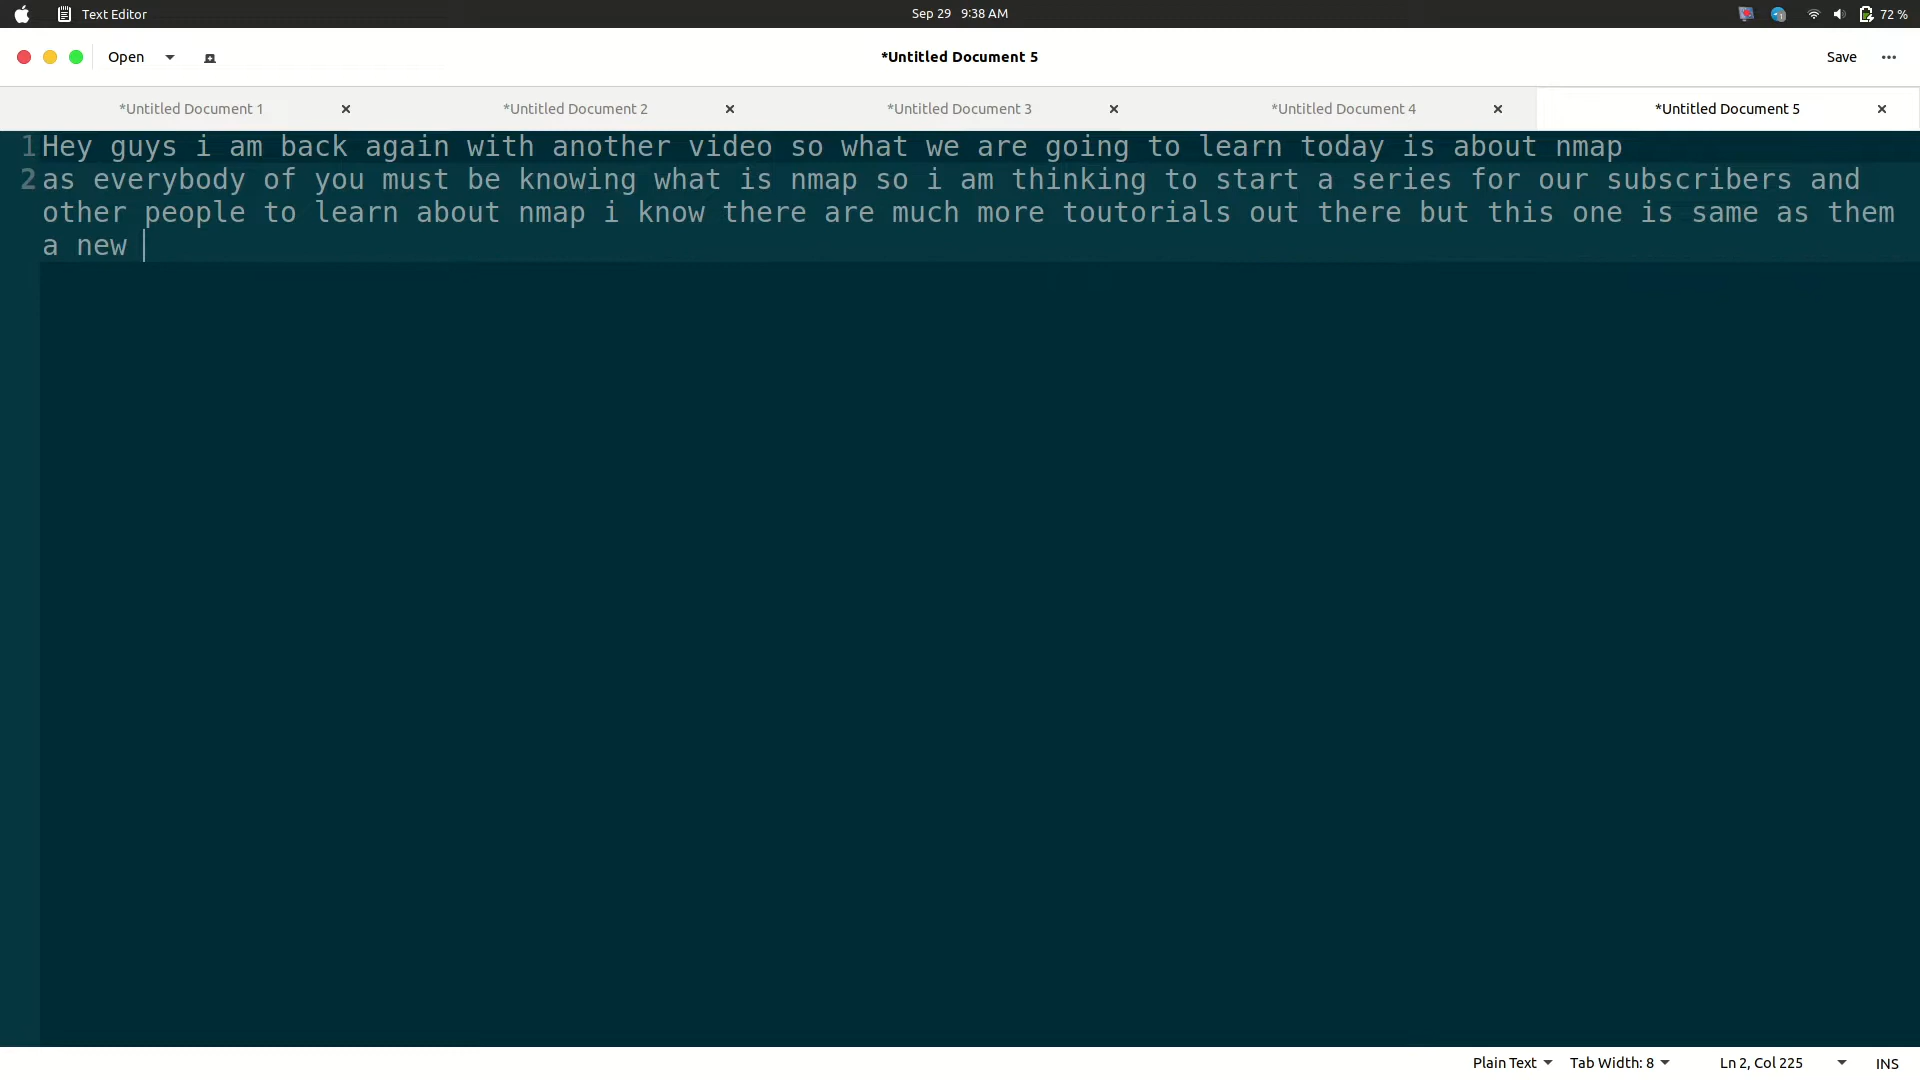 Text Editor
Sep 29 9:38 AM
72 %
Open
*Untitled Document 5
Save
*Untitled Document 1
*Untitled Document 2
*Untitled Document 3
*Untitled Document 4
*Untitled Document 5
1 Hey guys i am back again with another video so what we are going to learn today is about nmap
2 as everybody of you must be knowing what is nmap so i am thinking to start a series for our subscribers and
other people to learn about nmap i know there are much more toutorials out there but this one is same as them
a new
Plain Text
Tab Width: 8
Ln 2, Col 225
INS